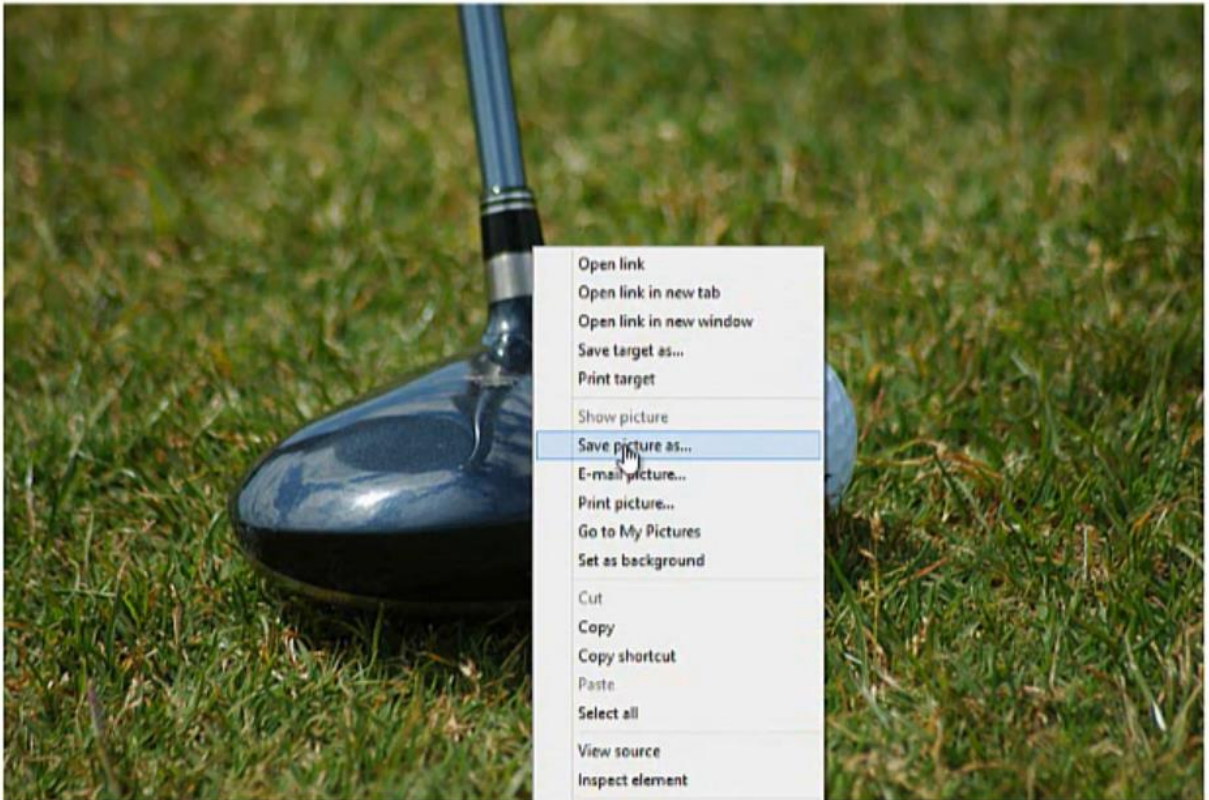 Open link
Open link in new tab
Open link in new window
Save target as...
Print target
Show picture
Save picture as...
E-mail picture...
Print picture...
Go to My Pictures
Set as background
Cut
Copy
Copy shortcut
Paste
Select all
View source
Inspect element